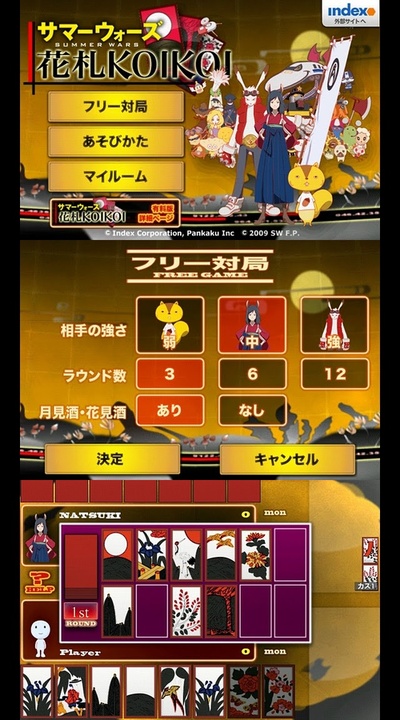 サマーウォーズ
SUMMER WARS
花札KOIKOI
index
外部サイトへ
フリー対局
あそびかた
マイルーム
サマーウォーズ
花札KOIKOI
有料版
詳細ページ
© Index Corporation, Pankaku Inc © 2009 SW F.P.
フリー対局
FREE GAME
相手の強さ
弱
中
強
ラウンド数
3
6
12
月見酒・花見酒
あり
なし
決定
キャンセル
NATSUKI
0
mon
1st
ROUND
カス1
Player
0
mon